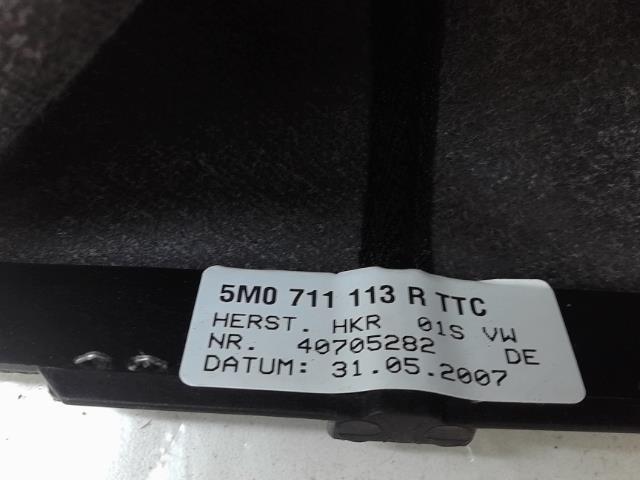 5M0 711 113 R TTC
HERST. HKR 01S VW
NR. 40705282 DE
DATUM: 31.05.2007